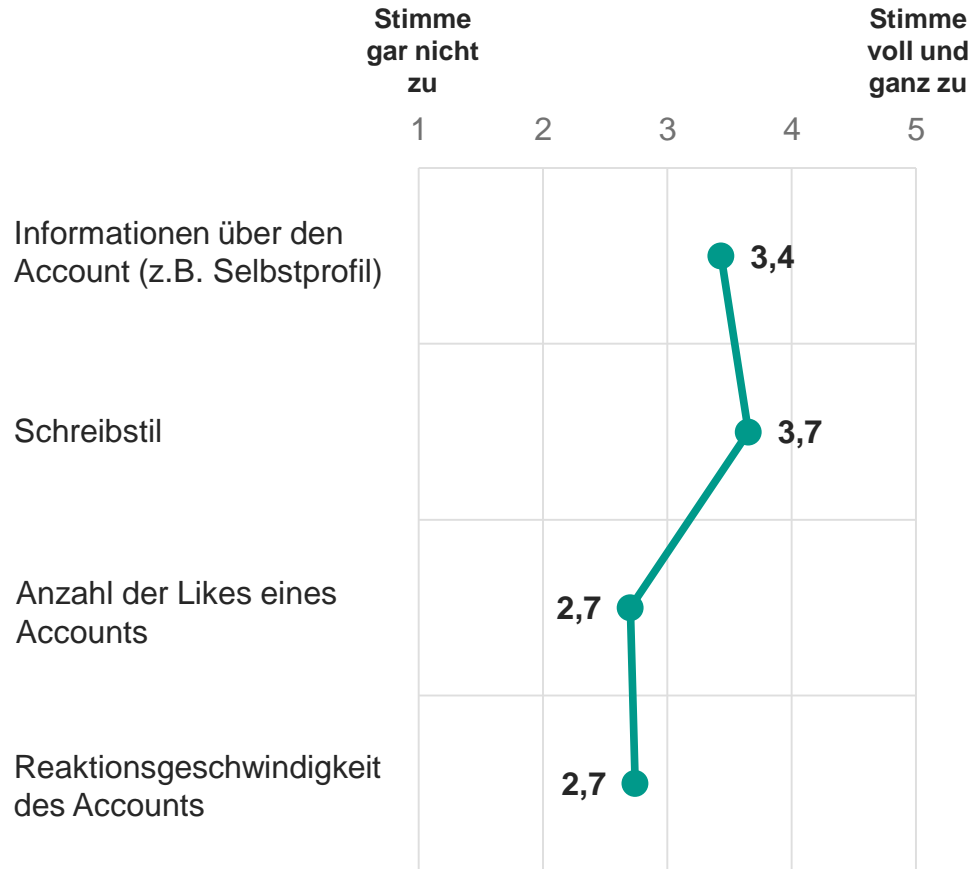 Stimme
gar nicht
zu
Stimme
voll und
ganz zu
1 2 3 4 5
Informationen über den
Account (z.B. Selbstprofil)
3,4
Schreibstil
3,7
Anzahl der Likes eines
Accounts
2,7
Reaktionsgeschwindigkeit
des Accounts
2,7